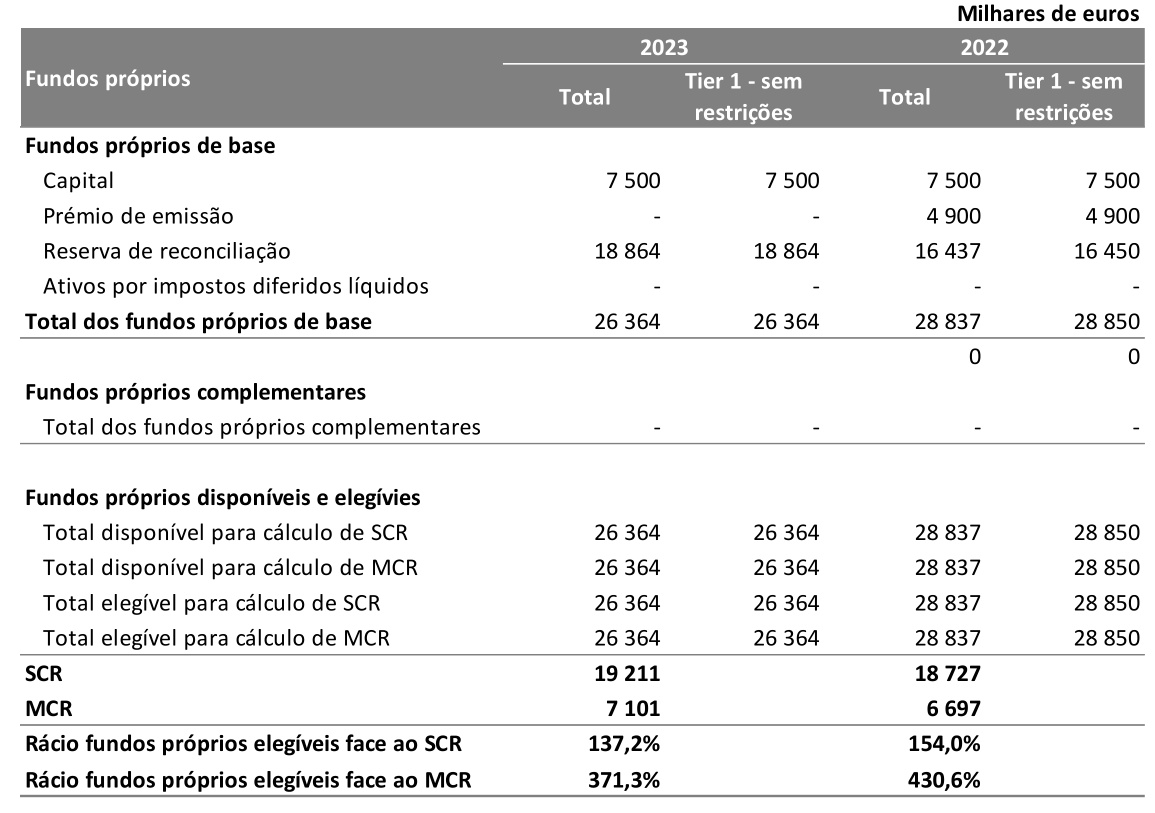 Milhares de euros
2023 2022
Fundos próprios
Total Tier 1 - sem restrições Total Tier 1 - sem restrições
Fundos próprios de base
Capital 7 500 7 500 7 500 7 500
Prémio de emissão - - 4 900 4 900
Reserva de reconciliação 18 864 18 864 16 437 16 450
Ativos por impostos diferidos líquidos - - - -
Total dos fundos próprios de base 26 364 26 364 28 837 28 850
0 0
Fundos próprios complementares
Total dos fundos próprios complementares - - - -
Fundos próprios disponíveis e elegívies
Total disponível para cálculo de SCR 26 364 26 364 28 837 28 850
Total disponível para cálculo de MCR 26 364 26 364 28 837 28 850
Total elegível para cálculo de SCR 26 364 26 364 28 837 28 850
Total elegível para cálculo de MCR 26 364 26 364 28 837 28 850
SCR 19 211 18 727
MCR 7 101 6 697
Rácio fundos próprios elegíveis face ao SCR 137,2% 154,0%
Rácio fundos próprios elegíveis face ao MCR 371,3% 430,6%